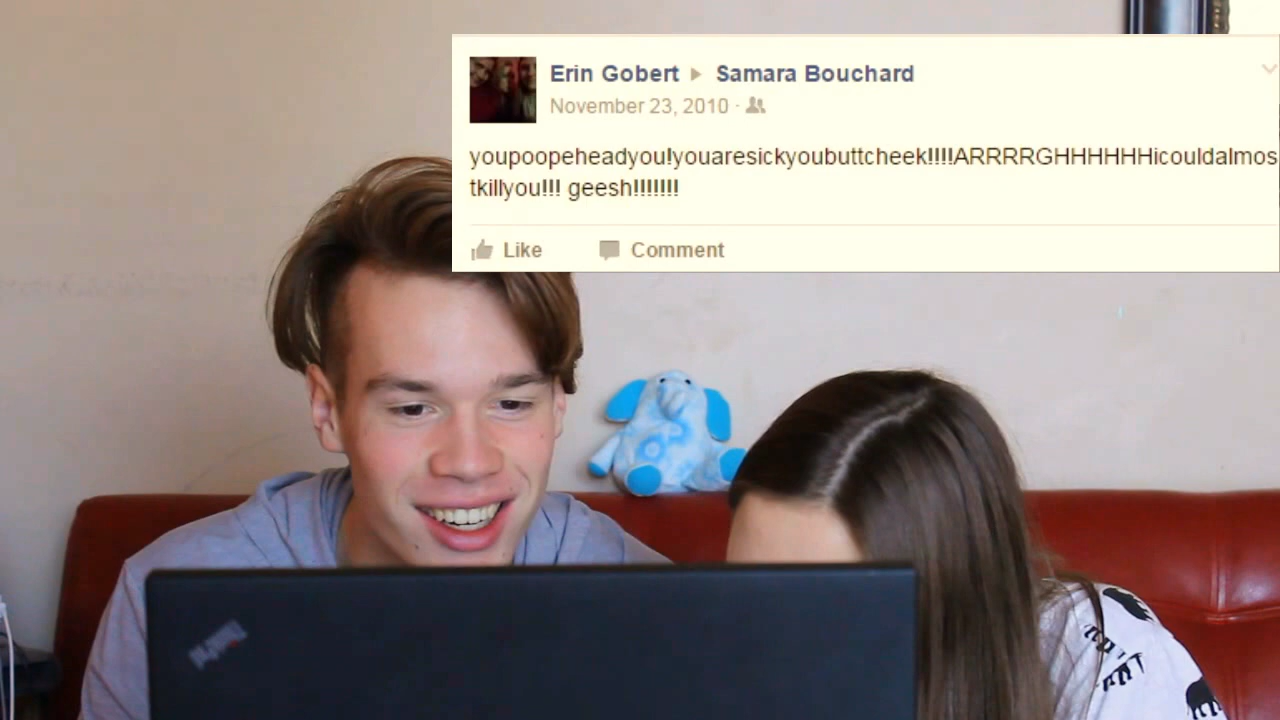 Erin Gobert ▸ Samara Bouchard
November 23, 2010 ·
youpoopeheadyou!youaresickyoubuttcheek!!!!ARRRRGHHHHHHicouldalmos
tkillyou!!! geesh!!!!!!!
Like Comment